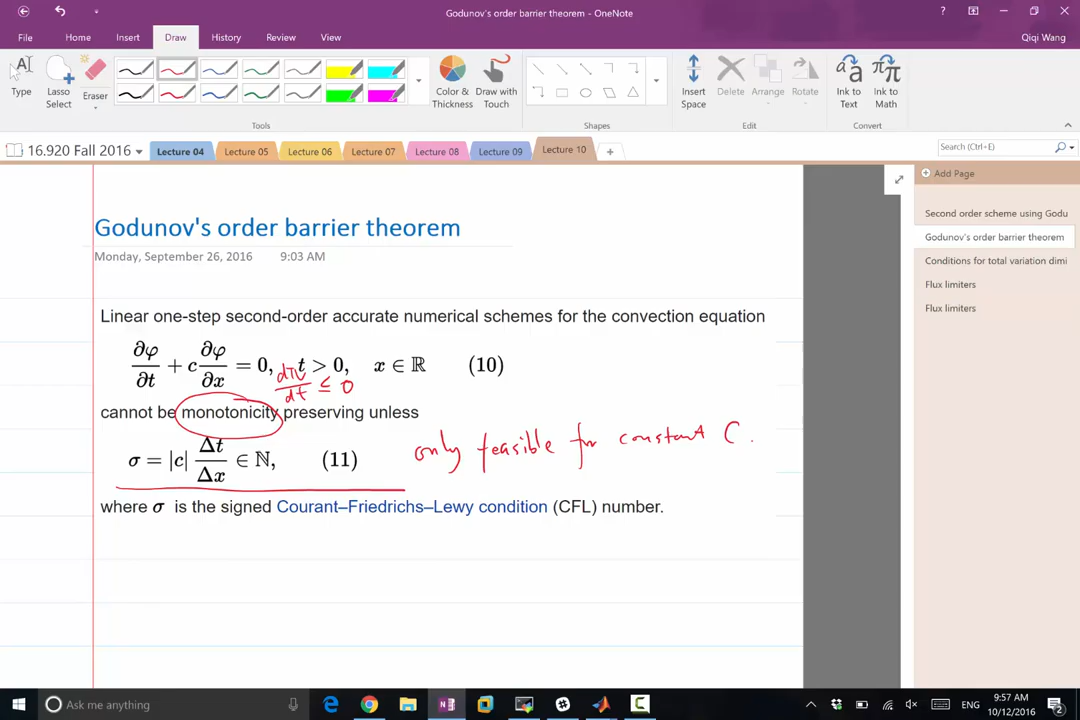 Godunov's order barrier theorem - OneNote
? Qiqi Wang
File Home Insert Draw History Review View
Type Lasso Select Eraser Color & Thickness Draw with Touch Insert Space Delete Arrange Rotate Ink to Text Ink to Math
Tools Shapes Edit Convert
16.920 Fall 2016 Lecture 04 Lecture 05 Lecture 06 Lecture 07 Lecture 08 Lecture 09 Lecture 10 + Search (Ctrl+E)
Add Page
Second order scheme using Godu
Godunov's order barrier theorem
Conditions for total variation dimi
Flux limiters
Flux limiters
Godunov's order barrier theorem
Monday, September 26, 2016 9:03 AM
Linear one-step second-order accurate numerical schemes for the convection equation
∂φ/∂t + c ∂φ/∂x = 0, t > 0, x ∈ ℝ (10)
dTV/dt ≤ 0
cannot be monotonicity preserving unless
σ = |c| Δt/Δx ∈ ℕ, (11)
only feasible for constant C.
where σ is the signed Courant–Friedrichs–Lewy condition (CFL) number.
Ask me anything
ENG
9:57 AM
10/12/2016
2